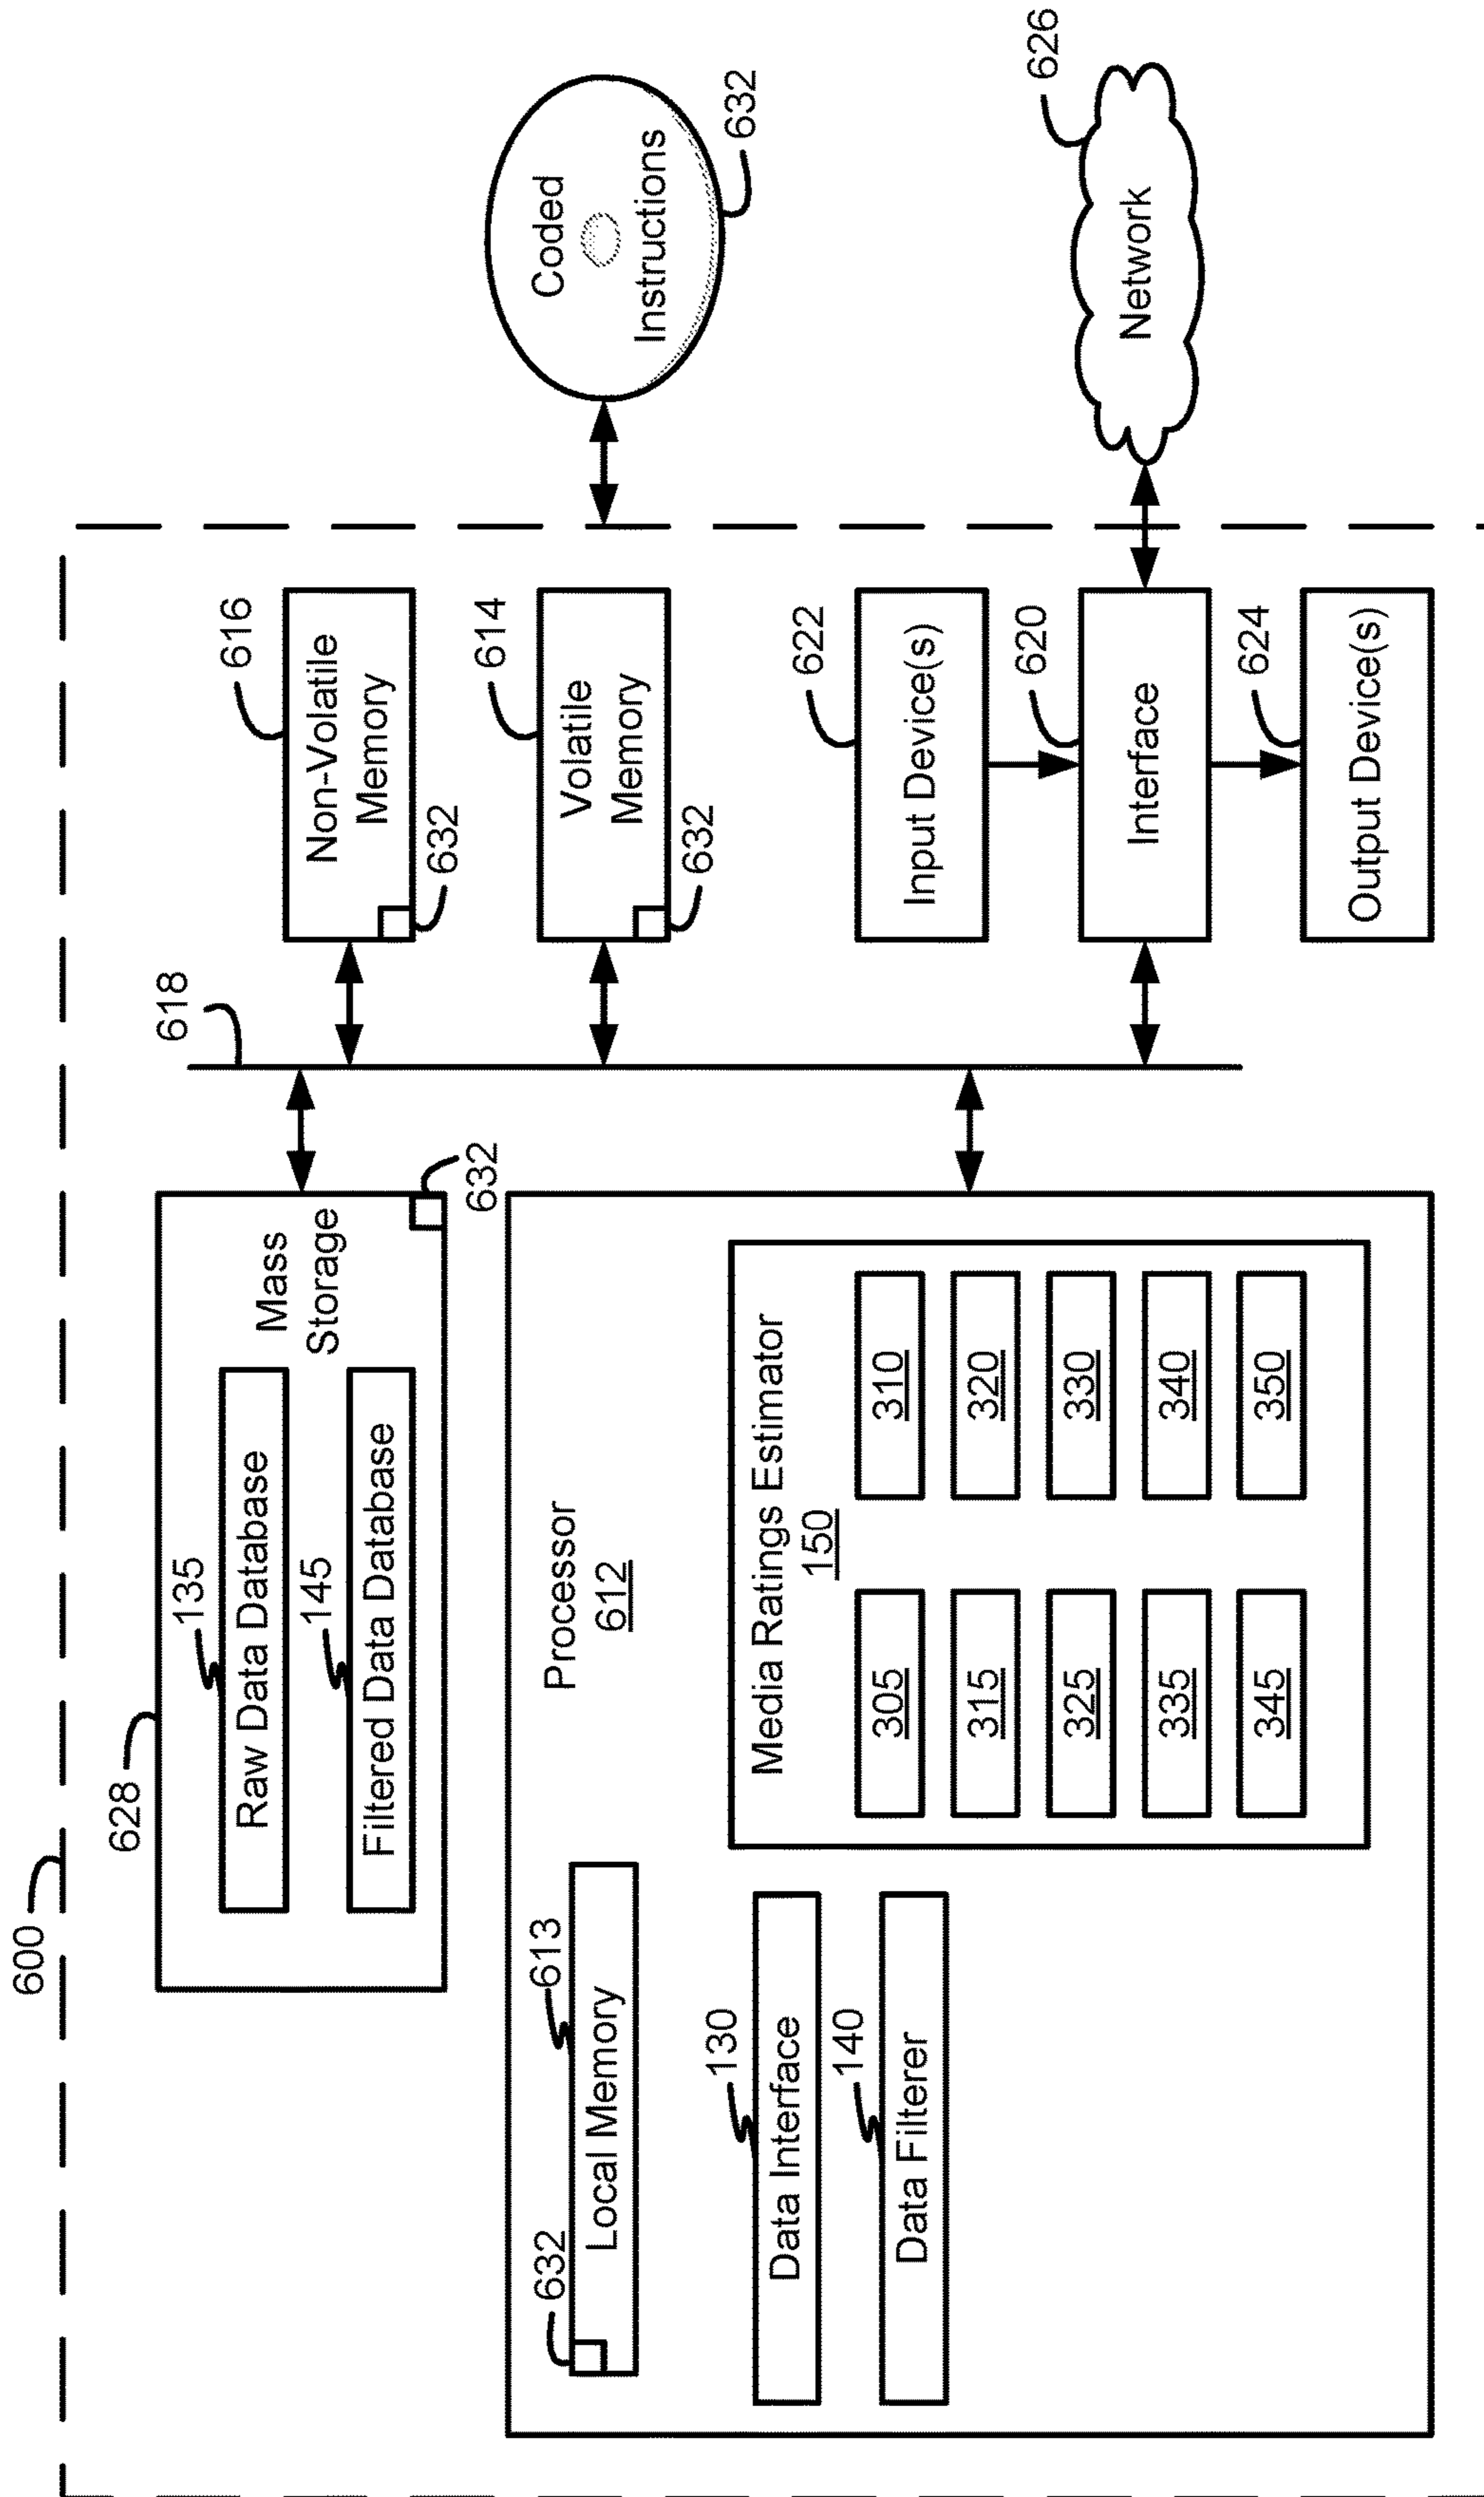 600
628
135
Raw Data Database
145
Filtered Data Database
Mass
Storage
632
618
616
Non-Volatile
Memory
632
614
Volatile
Memory
632
Coded
Instructions
632
632
613
Local Memory
Processor
612
130
Data Interface
140
Data Filterer
Media Ratings Estimator
150
305
310
315
320
325
330
335
340
345
350
622
Input Device(s)
620
Interface
624
Output Device(s)
626
Network